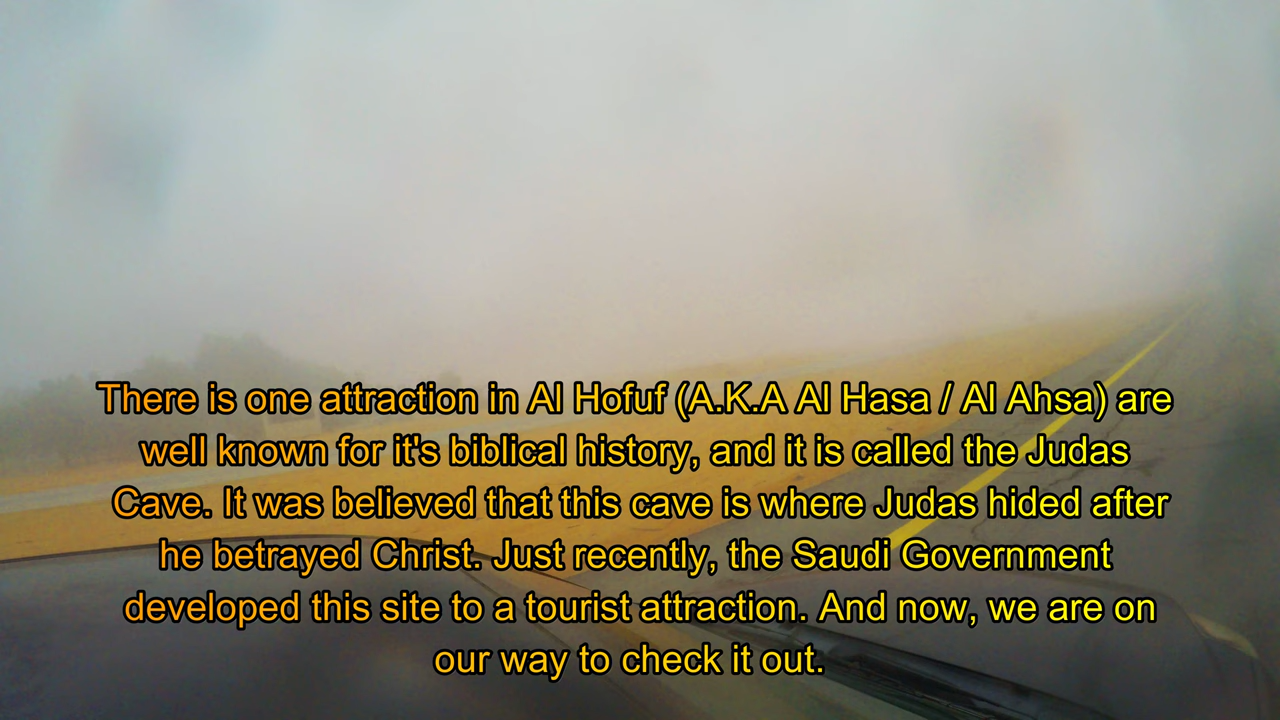 There is one attraction in Al Hofuf (A.K.A Al Hasa / Al Ahsa) are
well known for it's biblical history, and it is called the Judas
Cave. It was believed that this cave is where Judas hided after
he betrayed Christ. Just recently, the Saudi Government
developed this site to a tourist attraction. And now, we are on
our way to check it out.